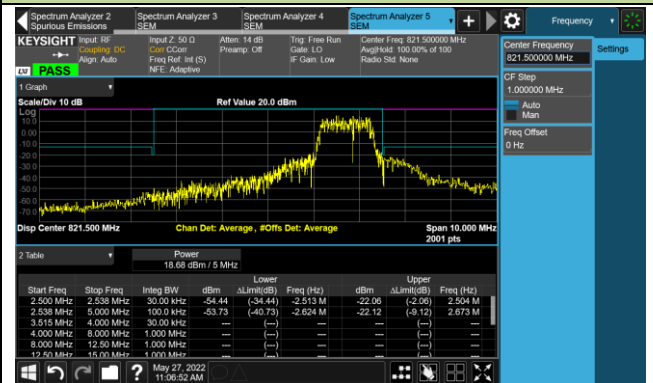 Spectrum Analyzer 2
Spurious Emissions
Spectrum Analyzer 3
SEM
Spectrum Analyzer 4
SEM
Spectrum Analyzer 5
SEM
Frequency
KEYSIGHT
Input: RF
Coupling: DC
Align: Auto
Input Z: 50 Ω
Corr CCorr
Freq Ref: Int (S)
NFE: Adaptive
Atten: 14 dB
Preamp: Off
Trig: Free Run
Gate: LO
IF Gain: Low
Center Freq: 821.500000 MHz
Avg|Hold: 100.00% of 100
Radio Std: None
LXI PASS
Center Frequency
821.500000 MHz
Settings
CF Step
1.000000 MHz
Auto
Man
Freq Offset
0 Hz
1 Graph
Scale/Div 10 dB
Ref Value 20.0 dBm
Log
10.0
0.00
-10.0
-20.0
-30.0
-40.0
-50.0
-60.0
-70.0
Disp Center 821.500 MHz
Chan Det: Average , #Offs Det: Average
Span 10.000 MHz
2001 pts
2 Table
Power
18.68 dBm / 5 MHz
Lower Upper
Start Freq Stop Freq Integ BW dBm ΔLimit(dB) Freq (Hz) dBm ΔLimit(dB) Freq (Hz)
2.500 MHz 2.538 MHz 30.00 kHz -54.44 (-34.44) -2.513 M -22.06 (-2.06) 2.504 M
2.538 MHz 5.000 MHz 100.0 kHz -53.73 (-40.73) -2.624 M -22.12 (-9.12) 2.673 M
3.515 MHz 4.000 MHz 30.00 kHz --- (---) --- --- (---) ---
4.000 MHz 8.000 MHz 1.000 MHz --- (---) --- --- (---) ---
8.000 MHz 12.50 MHz 1.000 MHz --- (---) --- --- (---) ---
12.50 MHz 15.00 MHz 1.000 MHz --- (---) --- --- (---) ---
May 27, 2022
11:06:52 AM